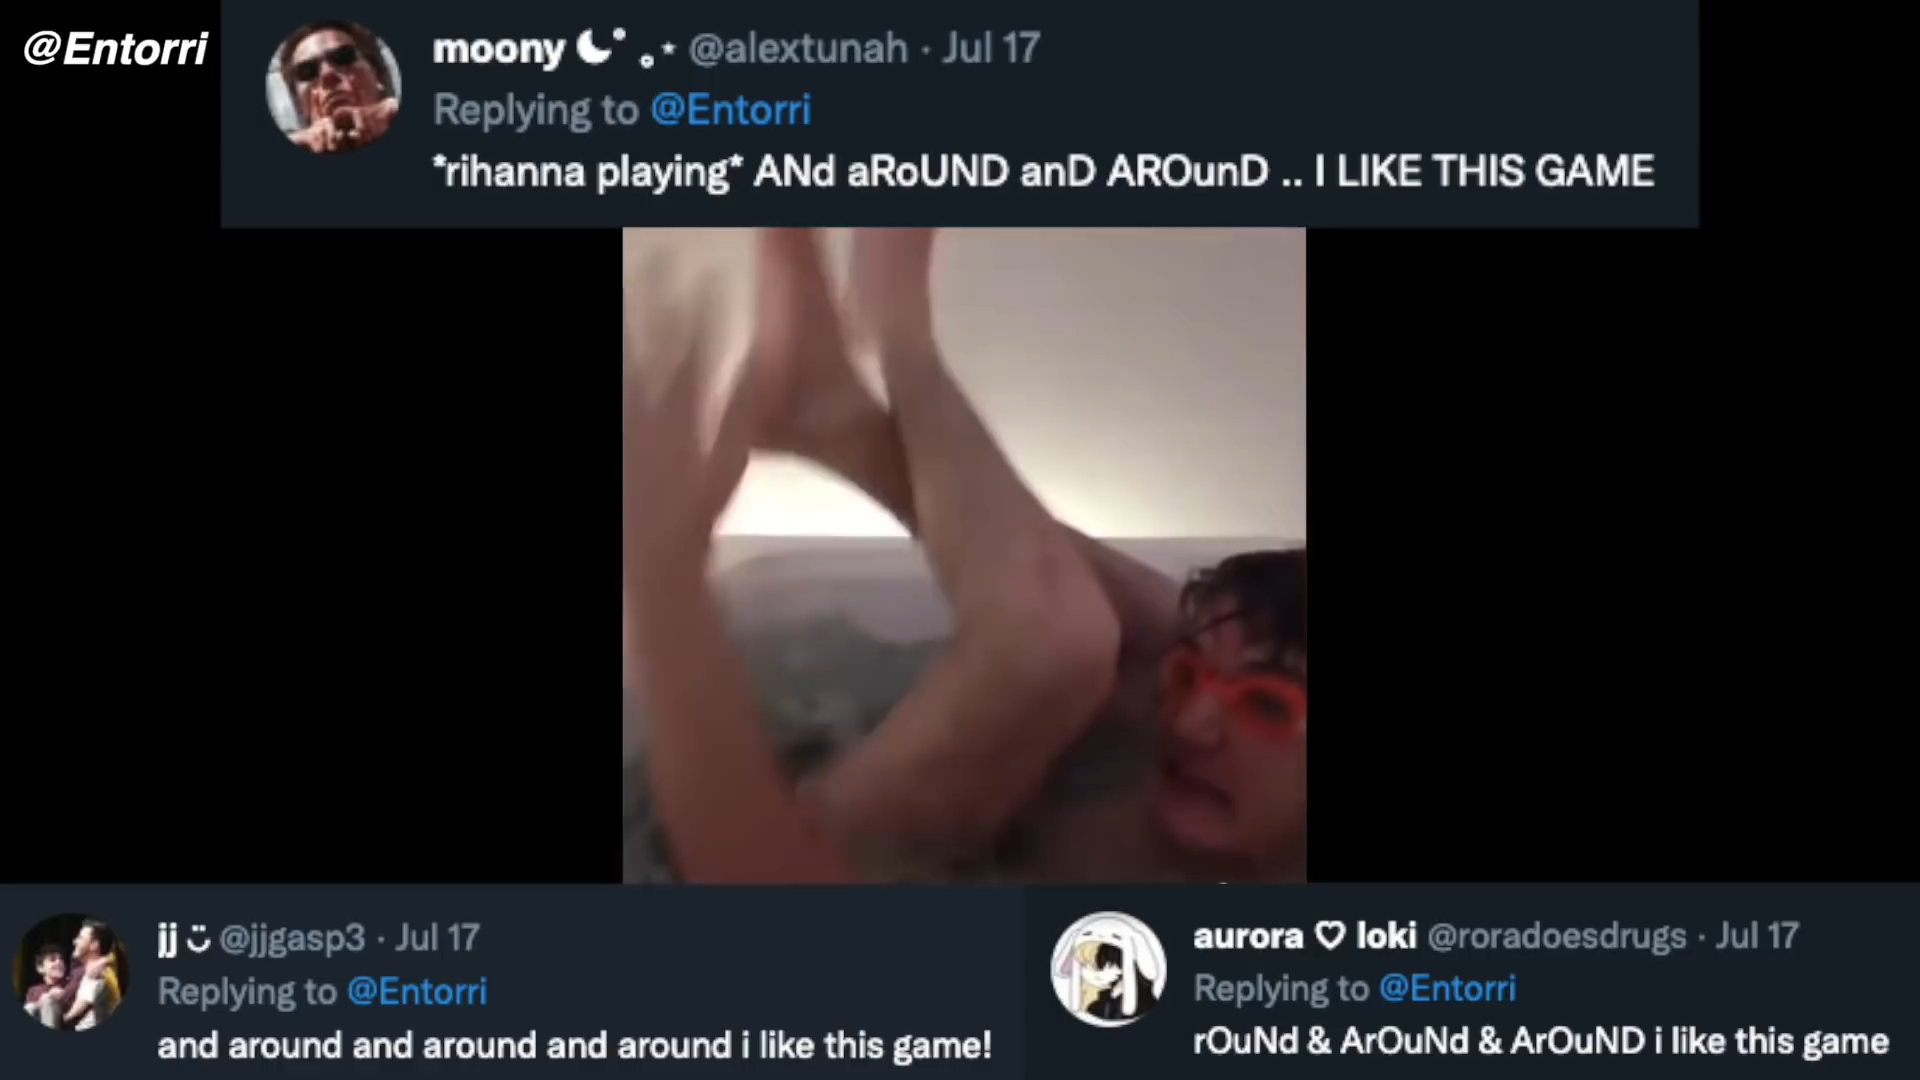 @Entorri
moony @alextunah · Jul 17
Replying to @Entorri
*rihanna playing* ANd aRoUND anD AROunD .. I LIKE THIS GAME
jj @jjgasp3 · Jul 17
Replying to @Entorri
and around and around and around i like this game!
aurora ♡ loki @roradoesdrugs · Jul 17
Replying to @Entorri
rOuNd & ArOuNd & ArOuND i like this game